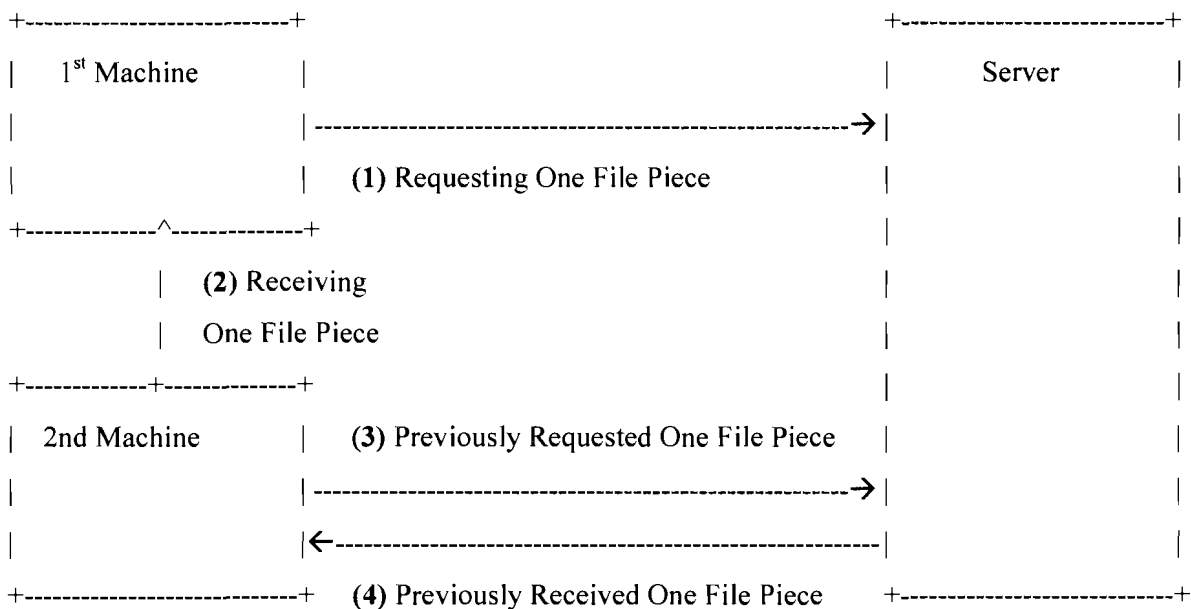 1st Machine
Server
(1) Requesting One File Piece
(2) Receiving
One File Piece
2nd Machine
(3) Previously Requested One File Piece
(4) Previously Received One File Piece